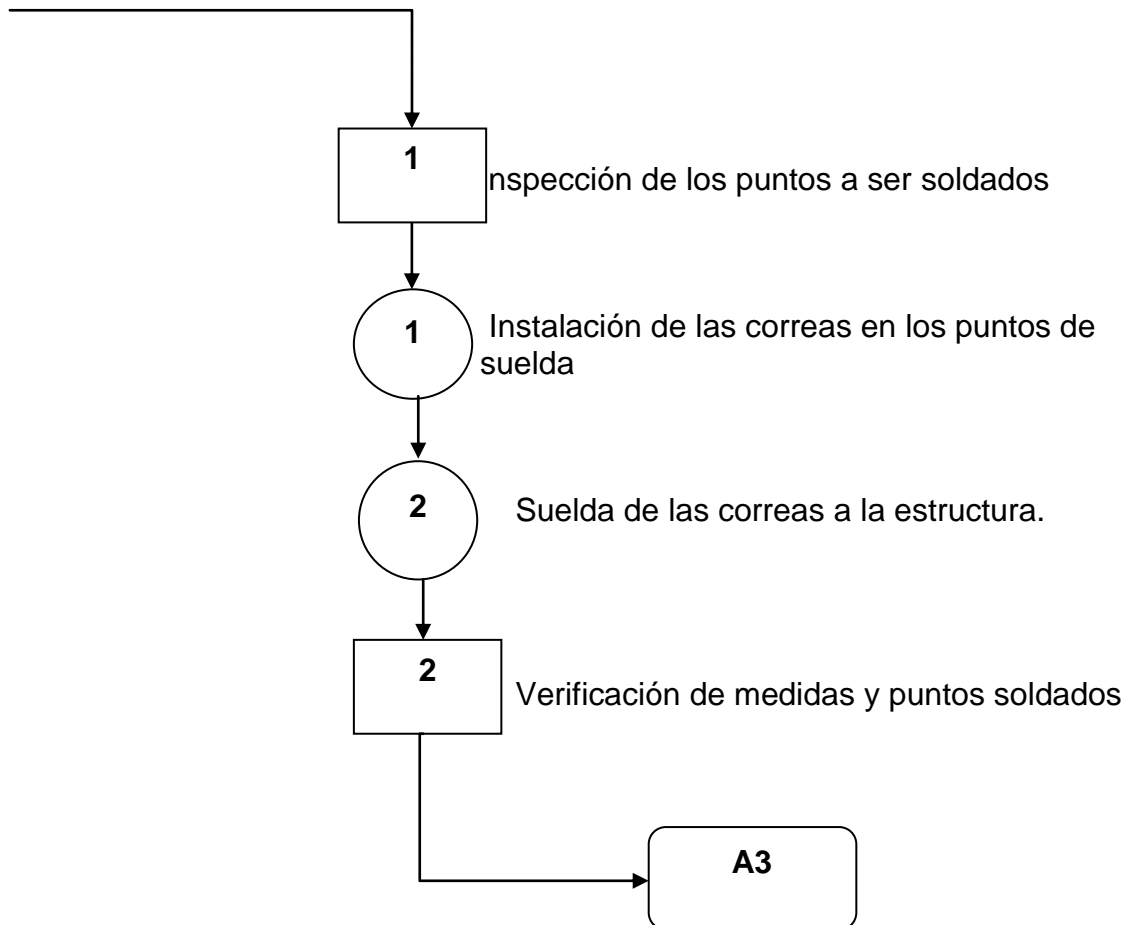 1
nspección de los puntos a ser soldados
1
Instalación de las correas en los puntos de
suelda
2
Suelda de las correas a la estructura.
2
Verificación de medidas y puntos soldados
A3